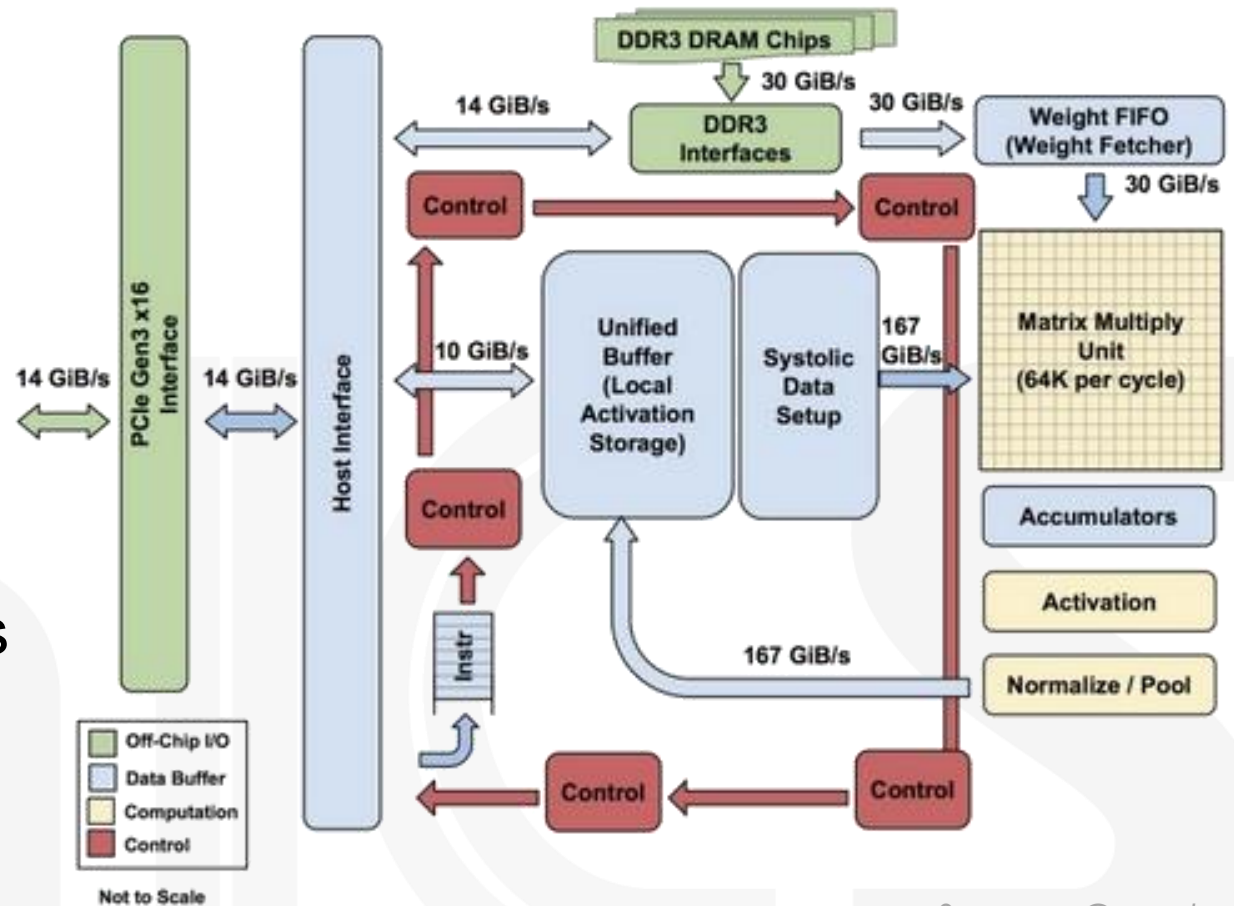 DDR3 DRAM Chips
30 GiB/s
14 GiB/s
DDR3
Interfaces
30 GiB/s
Weight FIFO
(Weight Fetcher)
30 GiB/s
Control
Control
PCIe Gen3 x16
Interface
Host Interface
14 GiB/s
14 GiB/s
10 GiB/s
Unified
Buffer
(Local
Activation
Storage)
Systolic
Data
Setup
167
GiB/s
Matrix Multiply
Unit
(64K per cycle)
Control
Accumulators
Activation
Instr
167 GiB/s
Normalize / Pool
s
Control
Control
Off-Chip I/O
Data Buffer
Computation
Control
Not to Scale